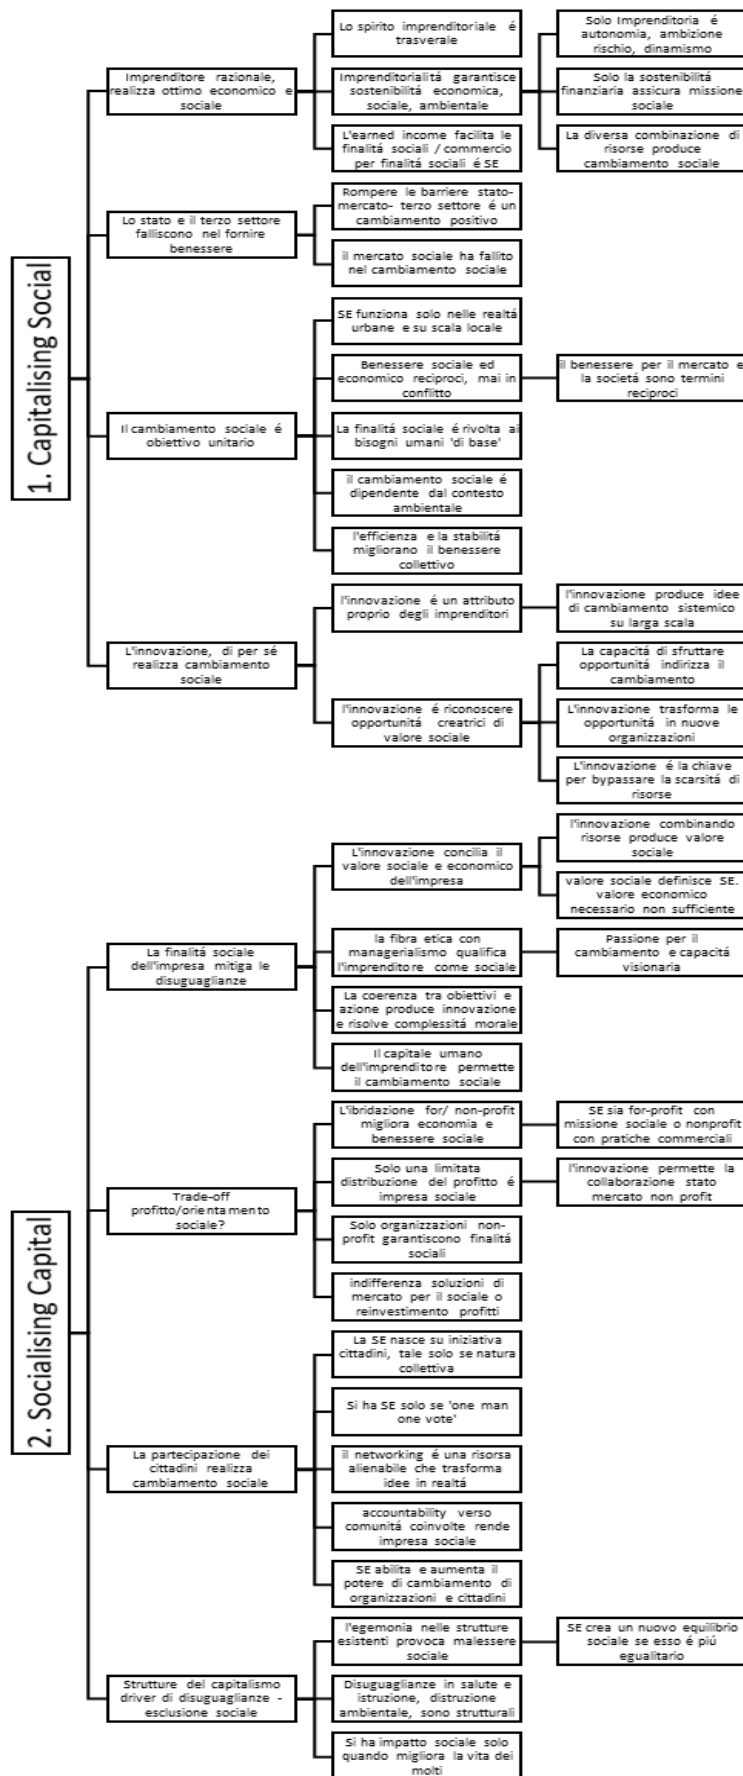 1. Capitalising Social
Imprenditore razionale,
realizza ottimo economico e
sociale
Lo spirito imprenditoriale é
trasverale
Imprenditorialitá garantisce
sostenibilitá economica,
sociale, ambientale
Solo Imprenditoria é
autonomia, ambizione
rischio, dinamismo
Solo la sostenibilitá
finanziaria assicura missione
sociale
La diversa combinazione di
risorse produce
cambiamento sociale
L'earned income facilita le
finalitá sociali / commercio
per finalitá sociali é SE
Lo stato e il terzo settore
falliscono nel fornire
benessere
Rompere le barriere stato-
mercato- terzo settore é un
cambiamento positivo
il mercato sociale ha fallito
nel cambiamento sociale
Il cambiamento sociale é
obiettivo unitario
SE funziona solo nelle realtá
urbane e su scala locale
Benessere sociale ed
economico reciproci, mai in
conflitto
il benessere per il mercato e
la societá sono termini
reciproci
La finalitá sociale é rivolta ai
bisogni umani 'di base'
il cambiamento sociale é
dipendente dal contesto
ambientale
l'efficienza e la stabilitá
migliorano il benessere
collettivo
L'innovazione, di per sé
realizza cambiamento
sociale
l'innovazione é un attributo
proprio degli imprenditori
l'innovazione produce idee
di cambiamento sistemico
su larga scala
l'innovazione é riconoscere
opportunitá creatrici di
valore sociale
La capacitá di sfruttare
opportunitá indirizza il
cambiamento
L'innovazione trasforma le
opportunitá in nuove
organizzazioni
L'innovazione é la chiave
per bypassare la scarsitá di
risorse
2. Socialising Capital
La finalitá sociale
dell'impresa mitiga le
disuguaglianze
L'innovazione concilia il
valore sociale e economico
dell'impresa
l'innovazione combinando
risorse produce valore
sociale
valore sociale definisce SE.
valore economico
necessario non sufficiente
la fibra etica con
managerialismo qualifica
l'imprenditore come sociale
Passione per il
cambiamento e capacitá
visionaria
La coerenza tra obiettivi e
azione produce innovazione
e risolve complessitá morale
Il capitale umano
dell'imprenditore permette
il cambiamento sociale
Trade-off
profitto/orientamento
sociale?
L'ibridazione for/ non-profit
migliora economia e
benessere sociale
SE sia for-profit con
missione sociale o nonprofit
con pratiche commerciali
Solo una limitata
distribuzione del profitto é
impresa sociale
l'innovazione permette la
collaborazione stato
mercato non profit
Solo organizzazioni non-
profit garantiscono finalitá
sociali
indifferenza soluzioni di
mercato per il sociale o
reinvestimento profitti
La partecipazione dei
cittadini realizza
cambiamento sociale
La SE nasce su iniziativa
cittadini, tale solo se natura
collettiva
Si ha SE solo se 'one man
one vote'
il networking é una risorsa
alienabile che trasforma
idee in realtá
accountability verso
comunitá coinvolte rende
impresa sociale
SE abilita e aumenta il
potere di cambiamento di
organizzazioni e cittadini
Strutture del capitalismo
driver di disuguaglianze -
esclusione sociale
l'egemonia nelle strutture
esistenti provoca malessere
sociale
SE crea un nuovo equilibrio
sociale se esso é piú
egualitario
Disuguaglianze in salute e
istruzione, distruzione
ambientale, sono strutturali
Si ha impatto sociale solo
quando migliora la vita dei
molti